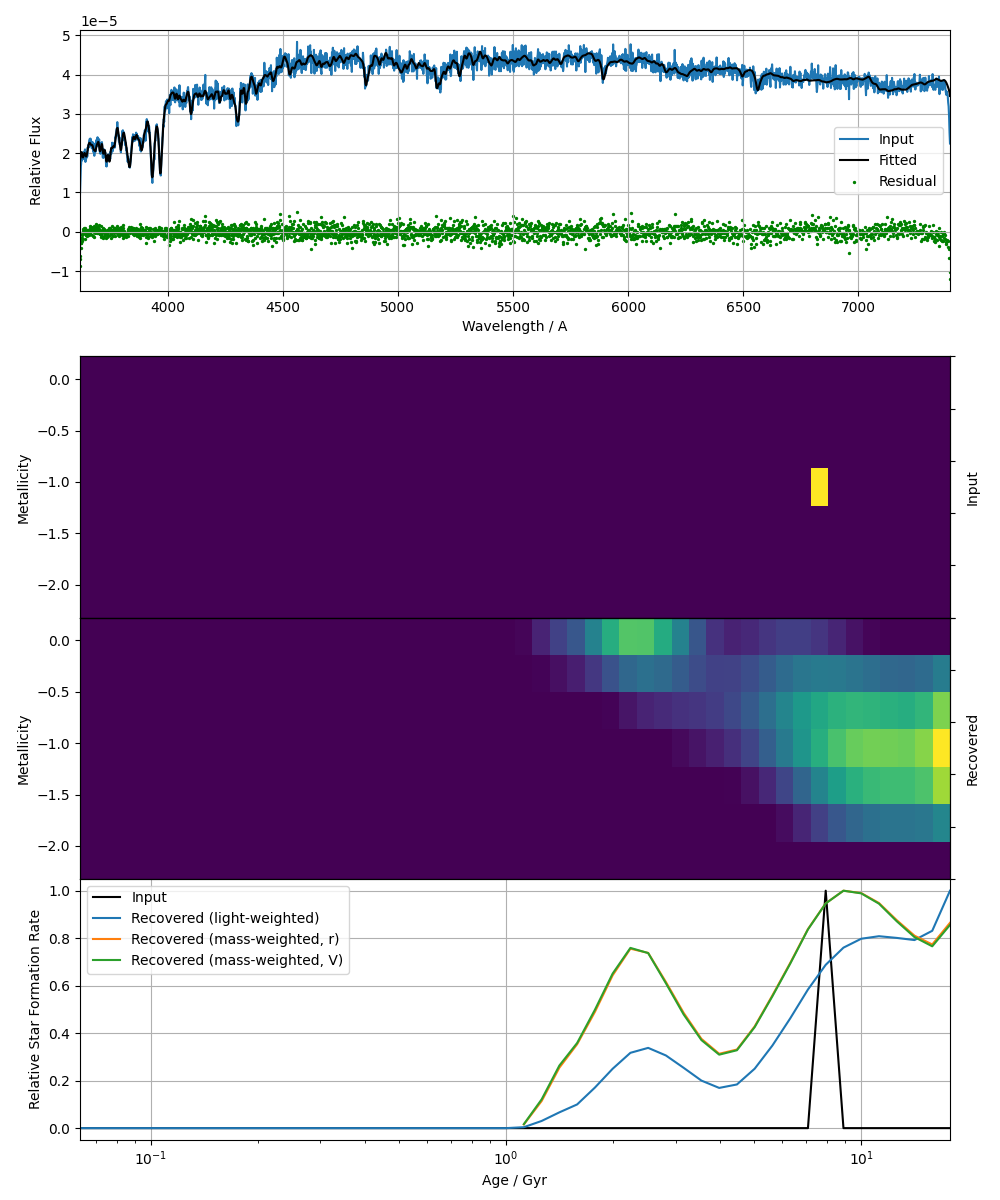 1e−5
5
4
3
2
1
0
−1
Relative Flux
Input
Fitted
Residual
4000 4500 5000 5500 6000 6500 7000
Wavelength / A
0.0
−0.5
−1.0
−1.5
−2.0
Metallicity
Input
0.0
−0.5
−1.0
−1.5
−2.0
Metallicity
Recovered
1.0
0.8
0.6
0.4
0.2
0.0
Relative Star Formation Rate
Input
Recovered (light-weighted)
Recovered (mass-weighted, r)
Recovered (mass-weighted, V)
10⁻¹ 10⁰ 10¹
Age / Gyr